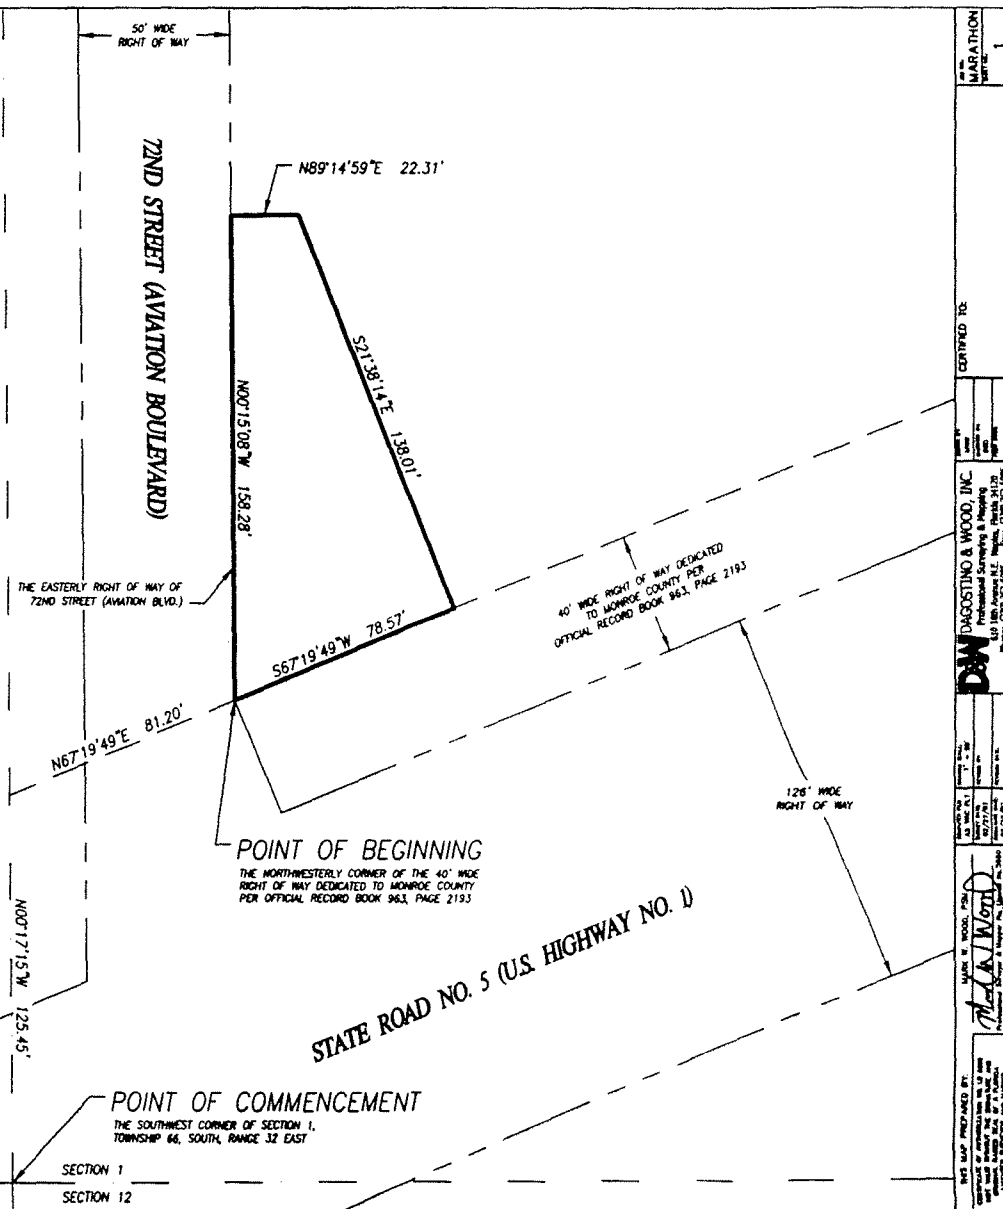 50' WIDE
RIGHT OF WAY
72ND STREET (AVIATION BOULEVARD)
N89°14'59"E 22.31'
S21°38'14"E 138.01'
N00°15'08"W 158.28'
THE EASTERLY RIGHT OF WAY OF
72ND STREET (AVIATION BLVD.)
S67°19'49"W 78.57'
N67°19'49"E 81.20'
40' WIDE RIGHT OF WAY DEDICATED
TO MONROE COUNTY PER
OFFICIAL RECORD BOOK 963, PAGE 2193
126' WIDE
RIGHT OF WAY
POINT OF BEGINNING
THE NORTHWESTERLY CORNER OF THE 40' WIDE
RIGHT OF WAY DEDICATED TO MONROE COUNTY
PER OFFICIAL RECORD BOOK 963, PAGE 2193
N00°17'15"W 125.45'
STATE ROAD NO. 5 (U.S. HIGHWAY NO. 1)
POINT OF COMMENCEMENT
THE SOUTHWEST CORNER OF SECTION 1,
TOWNSHIP 66, SOUTH, RANGE 32 EAST
SECTION 1
SECTION 12
MARATHON
1
CERTIFIED TO:
D&W
DAGOSTINO & WOOD, INC.
Professional Surveying & Mapping
MARK W. WOOD, PSM
THIS MAP PREPARED BY: